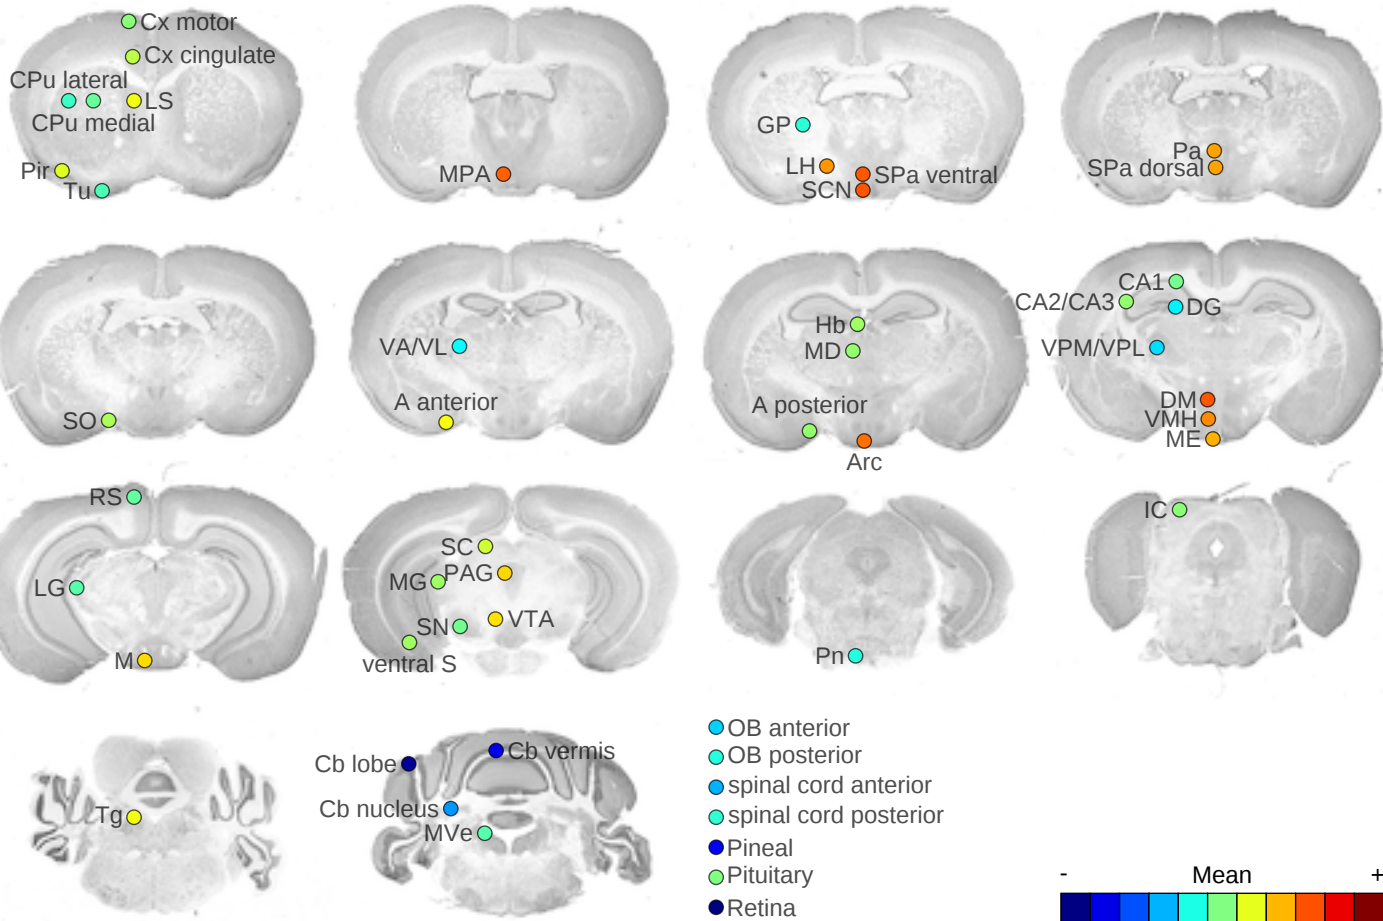 Cx motor
Cx cingulate
CPu lateral
LS
CPu medial
Pir
Tu
MPA
GP
LH
SPa ventral
SCN
Pa
SPa dorsal
SO
VA/VL
A anterior
Hb
MD
A posterior
Arc
CA1
CA2/CA3
DG
VPM/VPL
DM
VMH
ME
RS
LG
M
SC
PAG
MG
VTA
SN
ventral S
Pn
IC
Tg
Cb vermis
Cb lobe
Cb nucleus
MVe
OB anterior
OB posterior
spinal cord anterior
spinal cord posterior
Pineal
Pituitary
Retina
- Mean +